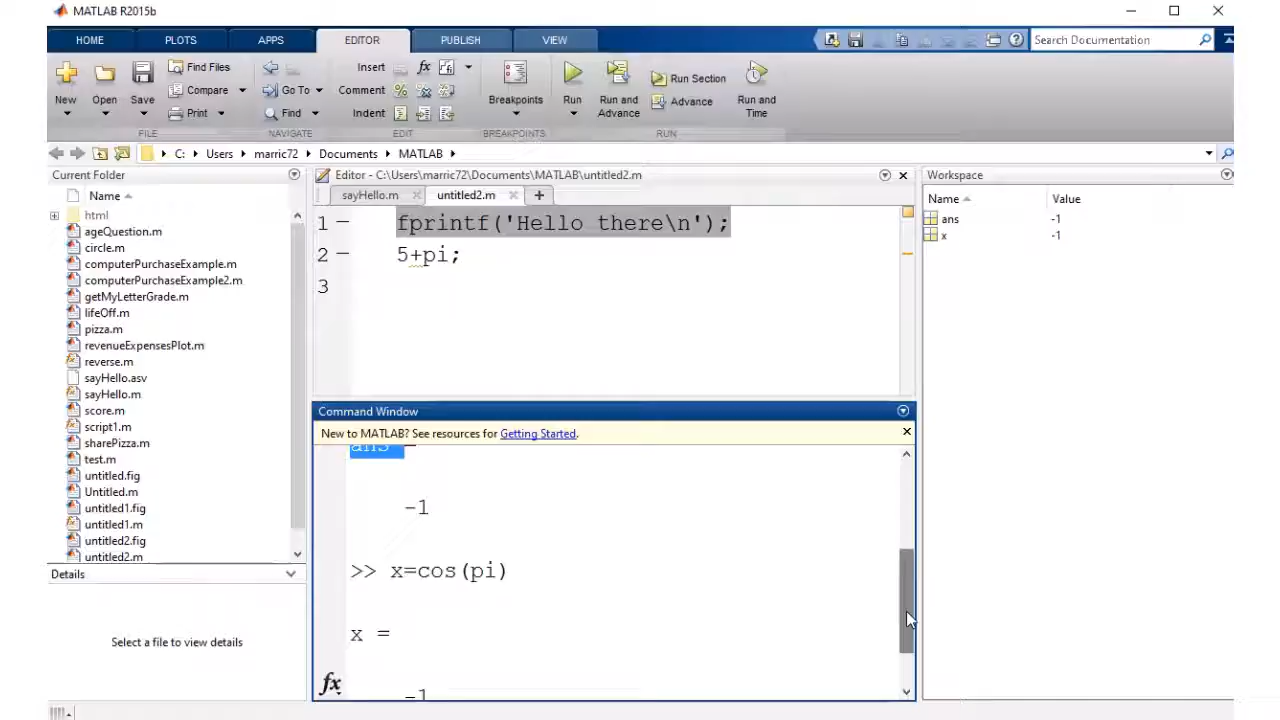 MATLAB R2015b
HOME PLOTS APPS EDITOR PUBLISH VIEW Search Documentation
New Open Save Find Files Compare Print Go To Find Insert fx Comment % Indent Breakpoints Run Run and Advance Run Section Advance Run and Time
FILE NAVIGATE EDIT BREAKPOINTS RUN
C: Users marric72 Documents MATLAB
Current Folder
Name
html
ageQuestion.m
circle.m
computerPurchaseExample.m
computerPurchaseExample2.m
getMyLetterGrade.m
lifeOff.m
pizza.m
revenueExpensesPlot.m
reverse.m
sayHello.asv
sayHello.m
score.m
script1.m
sharePizza.m
test.m
untitled.fig
Untitled.m
untitled1.fig
untitled1.m
untitled2.fig
untitled2.m
Details
Select a file to view details
Editor - C:\Users\marric72\Documents\MATLAB\untitled2.m
sayHello.m untitled2.m +
1 fprintf('Hello there\n');
2 5+pi;
3
Command Window
New to MATLAB? See resources for Getting Started.
ans =
-1
>> x=cos(pi)
x =
-1
fx
Workspace
Name Value
ans -1
x -1